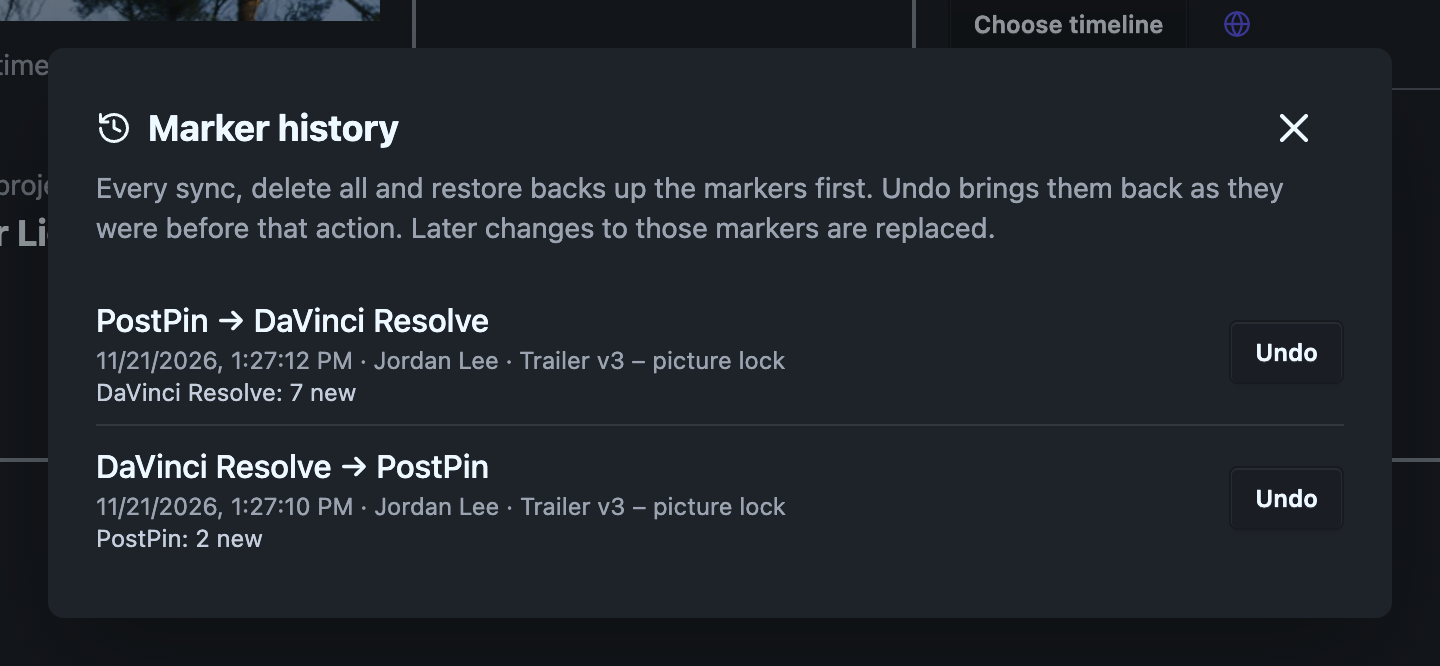 Choose timeline
time
Marker history
Every sync, delete all and restore backs up the markers first. Undo brings them back as they
were before that action. Later changes to those markers are replaced.
proj
r Li
PostPin → DaVinci Resolve
11/21/2026, 1:27:12 PM · Jordan Lee · Trailer v3 – picture lock
DaVinci Resolve: 7 new
Undo
DaVinci Resolve → PostPin
11/21/2026, 1:27:10 PM · Jordan Lee · Trailer v3 – picture lock
PostPin: 2 new
Undo